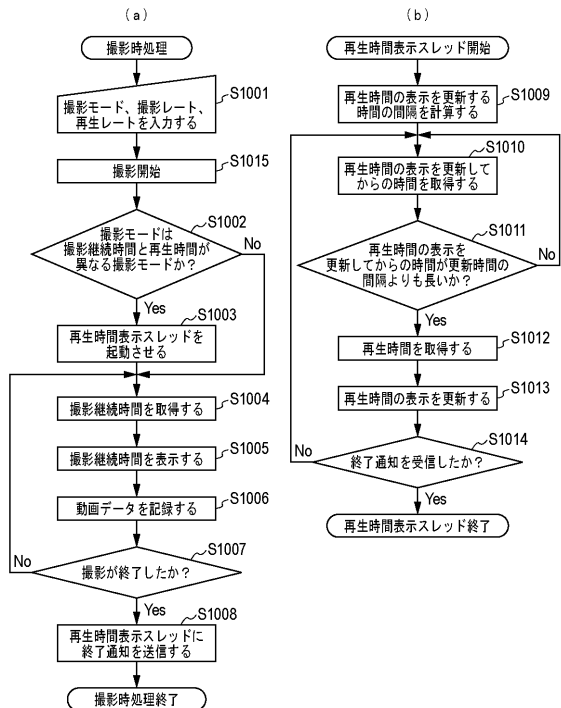 (a)
撮影時処理
撮影モード、撮影レート、
再生レートを入力する
S1001
撮影開始
S1015
撮影モードは
撮影継続時間と再生時間が
異なる撮影モードか?
S1002
No
Yes
再生時間表示スレッドを
起動させる
S1003
撮影継続時間を取得する
S1004
撮影継続時間を表示する
S1005
動画データを記録する
S1006
撮影が終了したか?
S1007
No
Yes
再生時間表示スレッドに
終了通知を送信する
S1008
撮影時処理終了
(b)
再生時間表示スレッド開始
再生時間の表示を更新する
時間の間隔を計算する
S1009
再生時間の表示を更新して
からの時間を取得する
S1010
再生時間の表示を
更新してからの時間が更新時間の
間隔よりも長いか?
S1011
No
Yes
再生時間を取得する
S1012
再生時間の表示を更新する
S1013
終了通知を受信したか?
S1014
No
Yes
再生時間表示スレッド終了